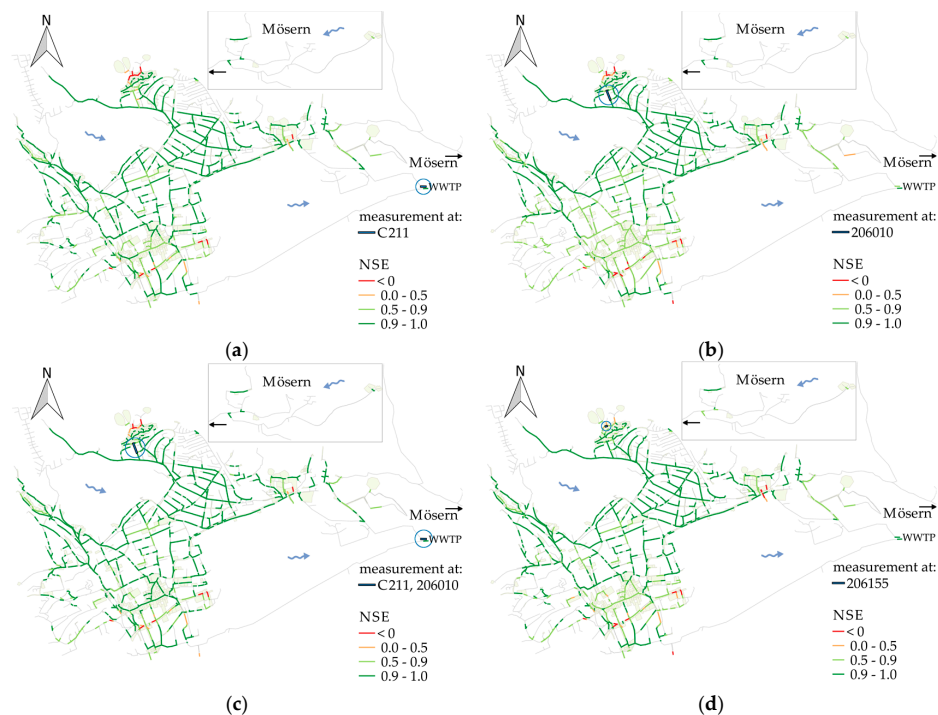 N
Mösern
Mösern
WWTP
measurement at:
C211
NSE
< 0
0.0 - 0.5
0.5 - 0.9
0.9 - 1.0
(a)
N
Mösern
Mösern
WWTP
measurement at:
206010
NSE
< 0
0.0 - 0.5
0.5 - 0.9
0.9 - 1.0
(b)
N
Mösern
Mösern
WWTP
measurement at:
C211, 206010
NSE
< 0
0.0 - 0.5
0.5 - 0.9
0.9 - 1.0
(c)
N
Mösern
Mösern
WWTP
measurement at:
206155
NSE
< 0
0.0 - 0.5
0.5 - 0.9
0.9 - 1.0
(d)